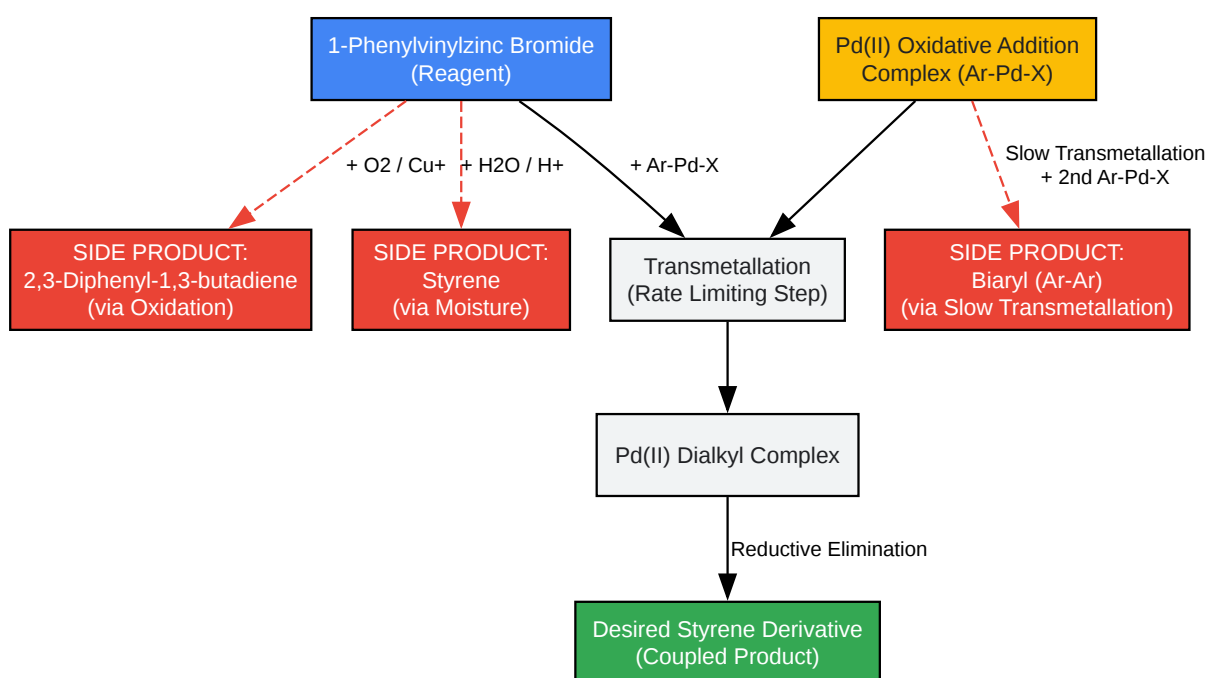 1-Phenylvinylzinc Bromide
(Reagent)
Pd(II) Oxidative Addition
Complex (Ar-Pd-X)
+ O2 / Cu+
+ H2O / H+
+ Ar-Pd-X
Slow Transmetallation
+ 2nd Ar-Pd-X
SIDE PRODUCT:
2,3-Diphenyl-1,3-butadiene
(via Oxidation)
SIDE PRODUCT:
Styrene
(via Moisture)
Transmetallation
(Rate Limiting Step)
SIDE PRODUCT:
Biaryl (Ar-Ar)
(via Slow Transmetallation)
Pd(II) Dialkyl Complex
Reductive Elimination
Desired Styrene Derivative
(Coupled Product)